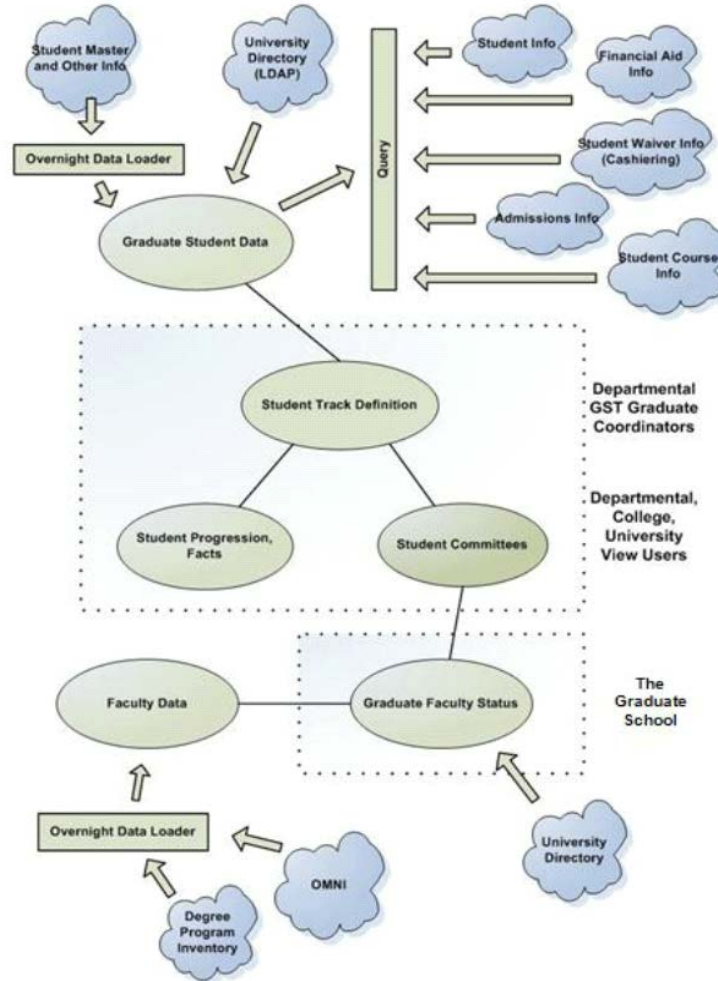 Student Master
and Other Info
University
Directory
(LDAP)
Student Info
Financial Aid
Info
Overnight Data Loader
Query
Student Waiver Info
(Cashiering)
Graduate Student Data
Admissions Info
Student Course
Info
Student Track Definition
Departmental
GST Graduate
Coordinators
Student Progression,
Facts
Student Committees
Departmental,
College,
University
View Users
Faculty Data
Graduate Faculty Status
The
Graduate
School
Overnight Data Loader
University
Directory
OMNI
Degree
Program
Inventory